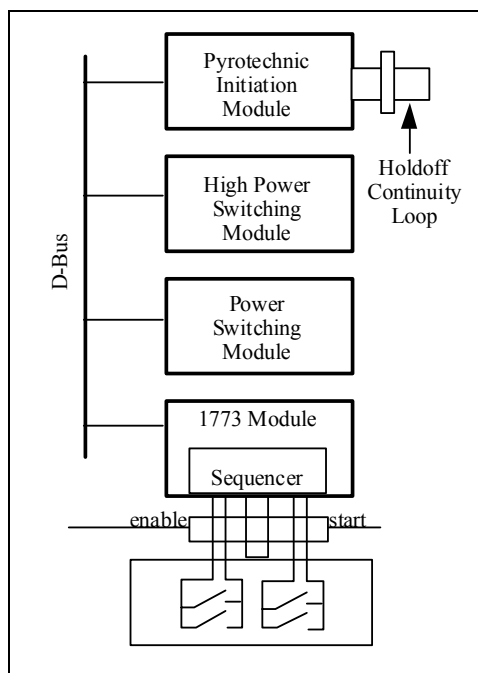 Pyrotechnic
Initiation
Module
Holdoff
Continuity
Loop
High Power
Switching
Module
D-Bus
Power
Switching
Module
1773 Module
Sequencer
enable
start